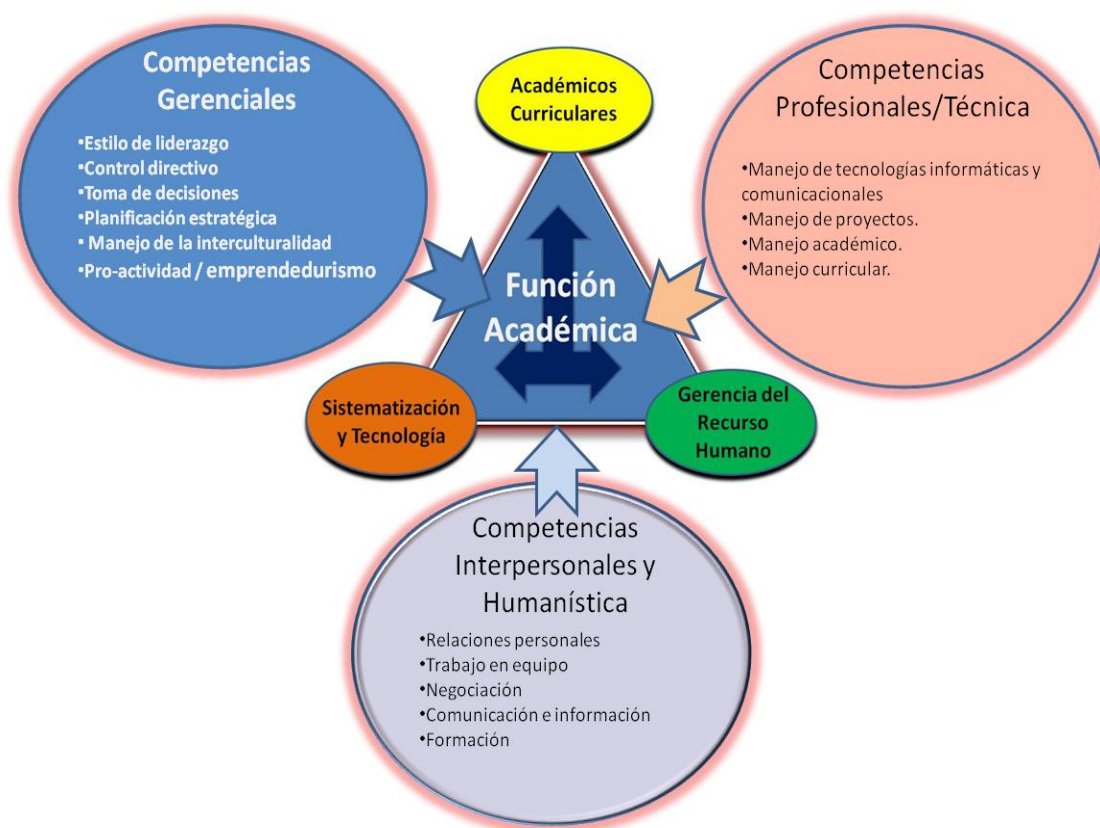 Competencias
Gerenciales
•Estilo de liderazgo
•Control directivo
•Toma de decisiones
•Planificación estratégica
• Manejo de la interculturalidad
•Pro-actividad / emprendedurismo
Académicos
Curriculares
Competencias
Profesionales/Técnica
•Manejo de tecnologías informáticas y
comunicacionales
•Manejo de proyectos.
•Manejo académico.
•Manejo curricular.
Función
Académica
Sistematización
y Tecnología
Gerencia del
Recurso
Humano
Competencias
Interpersonales y
Humanística
•Relaciones personales
•Trabajo en equipo
•Negociación
•Comunicación e información
•Formación